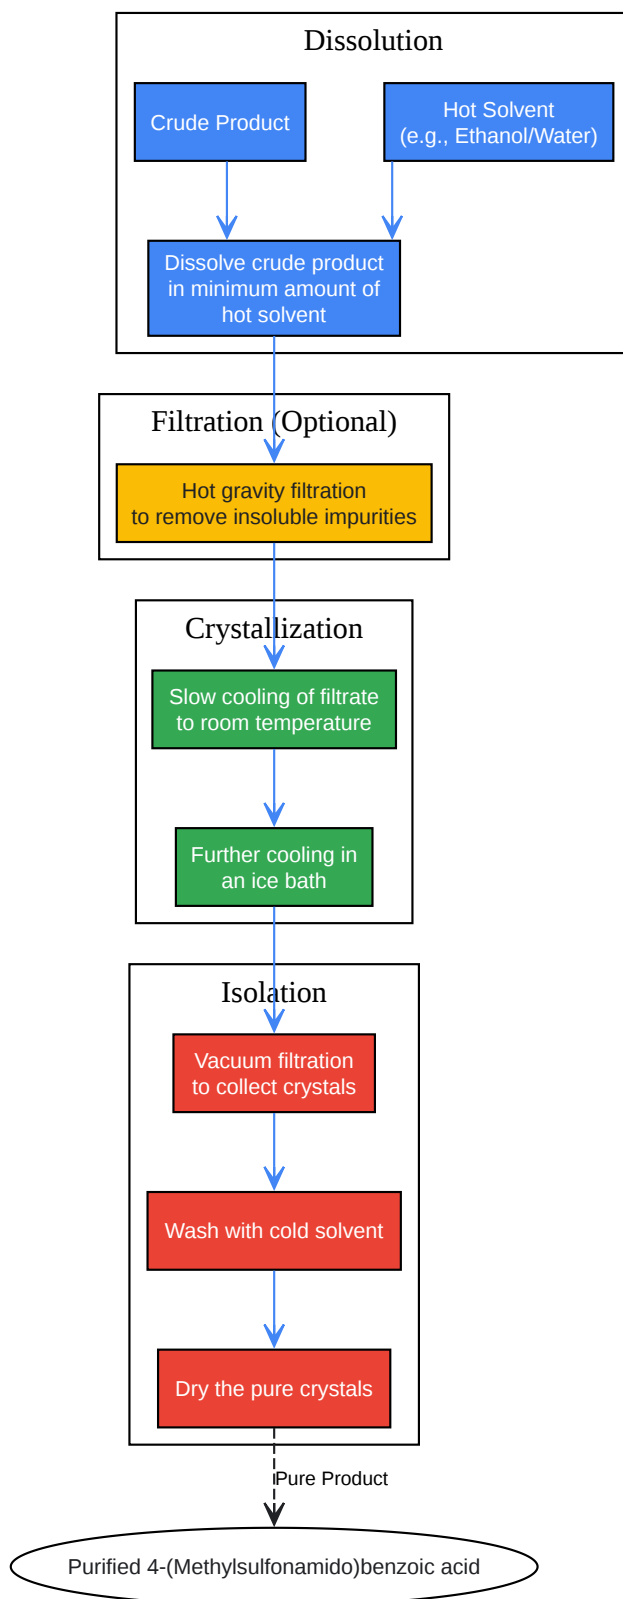 Dissolution
Crude Product
Hot Solvent
(e.g., Ethanol/Water)
Dissolve crude product
in minimum amount of
hot solvent
Filtration (Optional)
Hot gravity filtration
to remove insoluble impurities
Crystallization
Slow cooling of filtrate
to room temperature
Further cooling in
an ice bath
Isolation
Vacuum filtration
to collect crystals
Wash with cold solvent
Dry the pure crystals
Pure Product
Purified 4-(Methylsulfonamido)benzoic acid